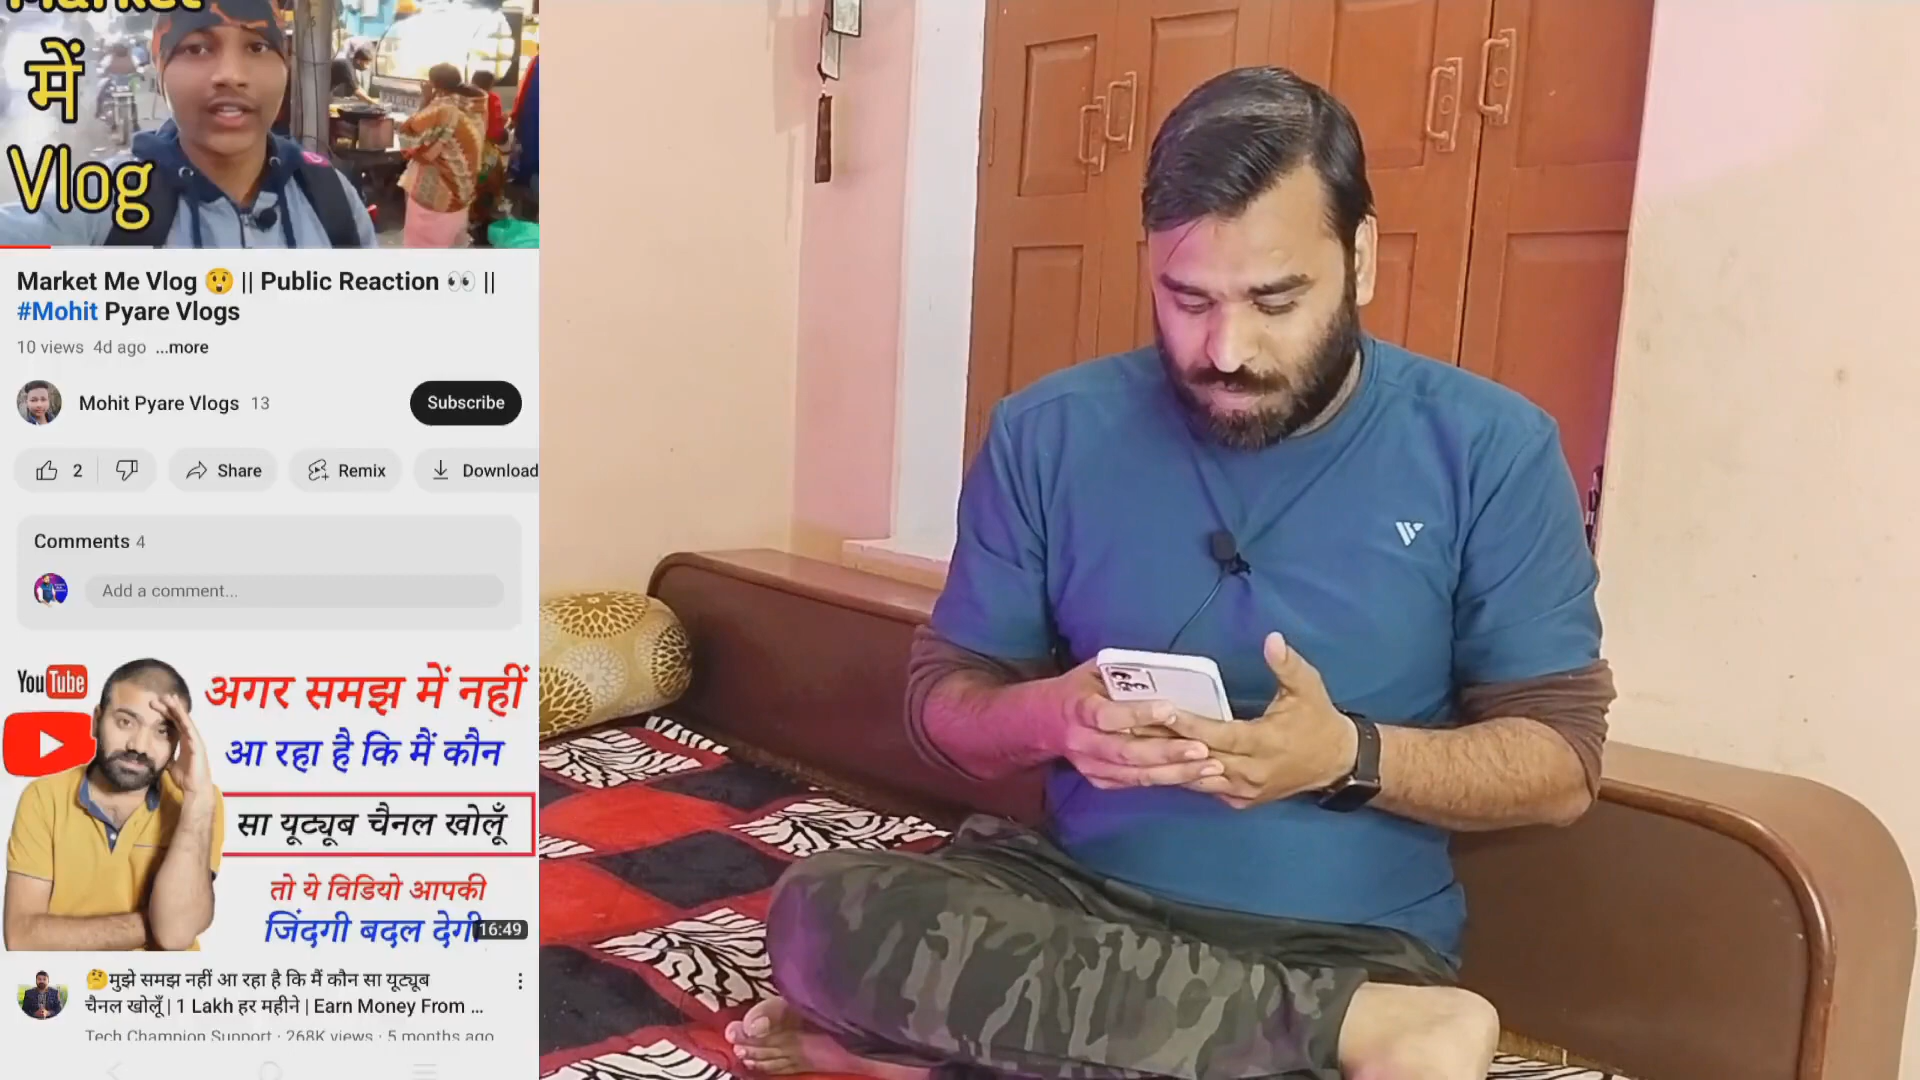 Market
में
Vlog
Market Me Vlog 😲 || Public Reaction 👀 ||
#Mohit Pyare Vlogs
10 views 4d ago ...more
Mohit Pyare Vlogs 13
Subscribe
2
Share
Remix
Download
Comments 4
Add a comment...
YouTube
अगर समझ में नहीं
आ रहा है कि मैं कौन
सा यूट्यूब चैनल खोलूँ
तो ये विडियो आपकी
जिंदगी बदल देगी
16:49
🤔मुझे समझ नहीं आ रहा है कि मैं कौन सा यूट्यूब
चैनल खोलूँ | 1 Lakh हर महीने | Earn Money From ...
Tech Champion Support · 268K views · 5 months ago